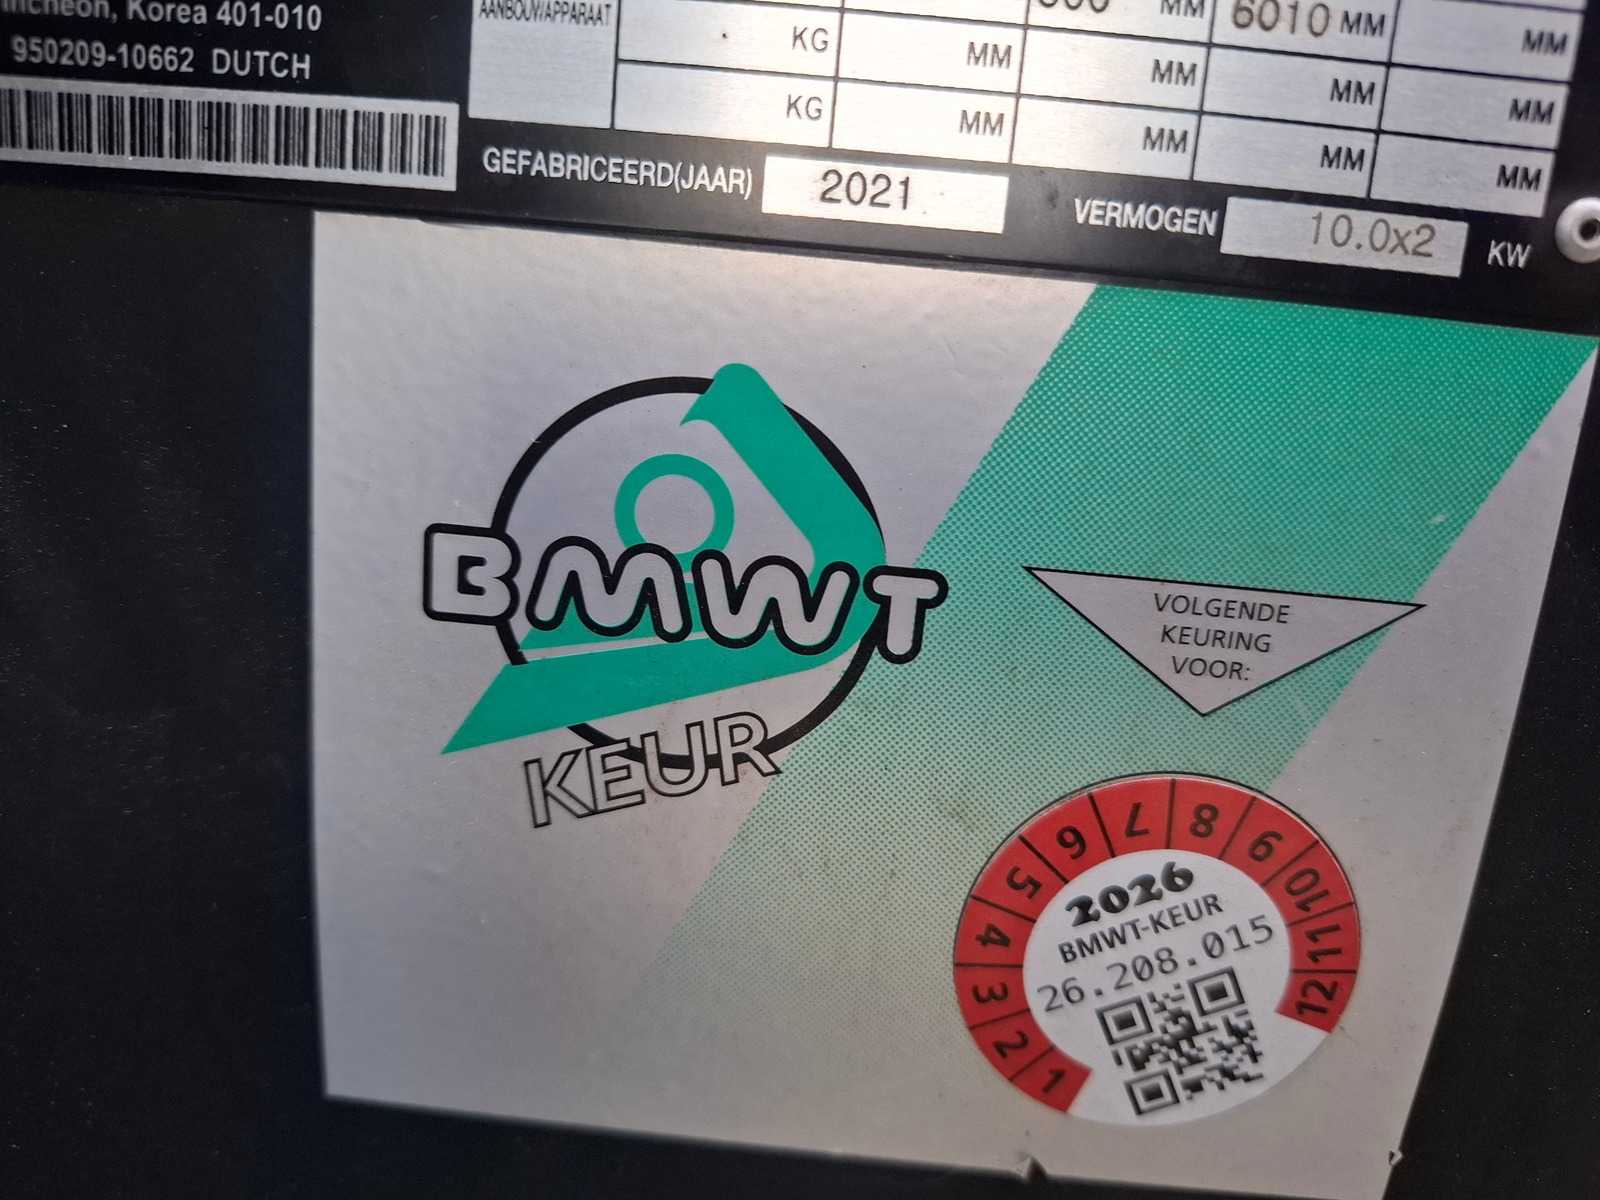 Incheon, Korea 401-010
950209-10662 DUTCH
AANBOUW/APPARAAT
MM 6010 MM MM
KG MM MM MM MM
KG MM MM MM MM
GEFABRICEERD(JAAR) 2021
VERMOGEN 10.0x2 KW
BMWT
KEUR
VOLGENDE
KEURING
VOOR:
1 2 3 4 5 6 7 8 9 10 11 12
2026
BMWT-KEUR
26.208.015